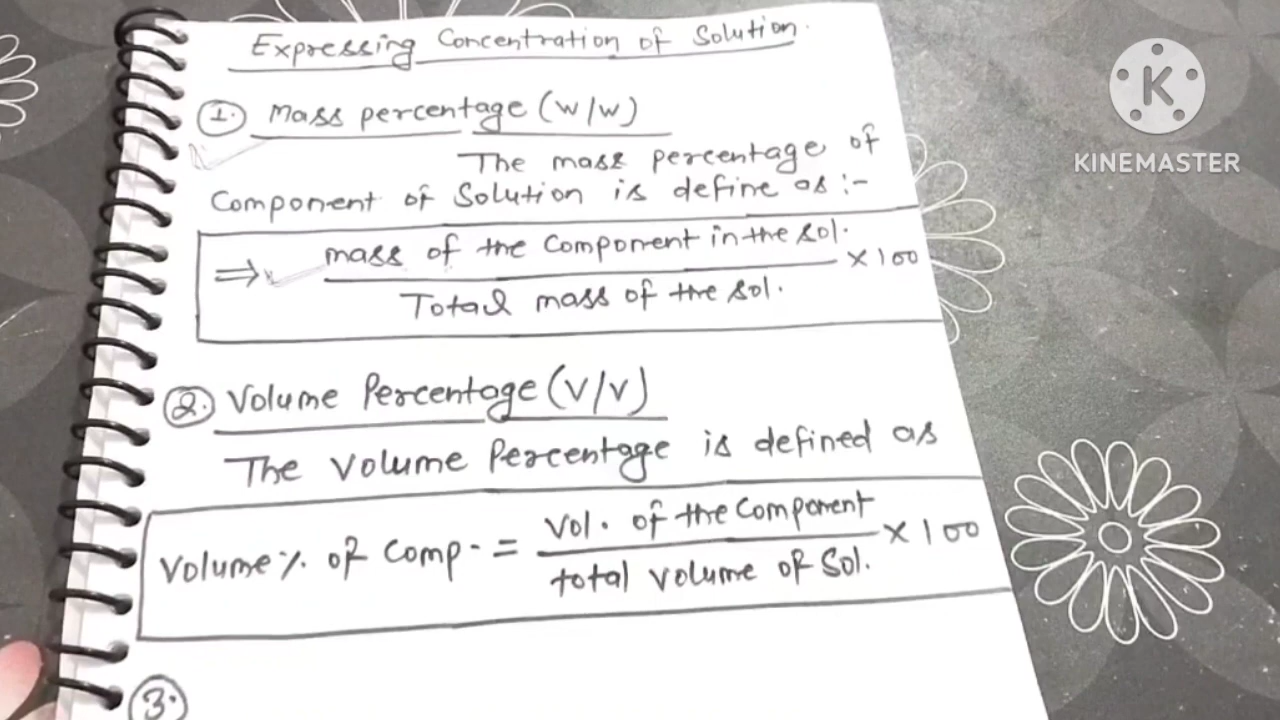 Expressing Concentration of Solution.
1. Mass percentage (w/w)
The mass percentage of
Component of Solution is define as :-
⇒ mass of the Component in the sol.
× 100
Total mass of the sol.
2. Volume Percentage (V/V)
The Volume Percentage is defined as
Volume % of Comp. = Vol. of the Component × 100
total volume of Sol.
3.
K
KINEMASTER